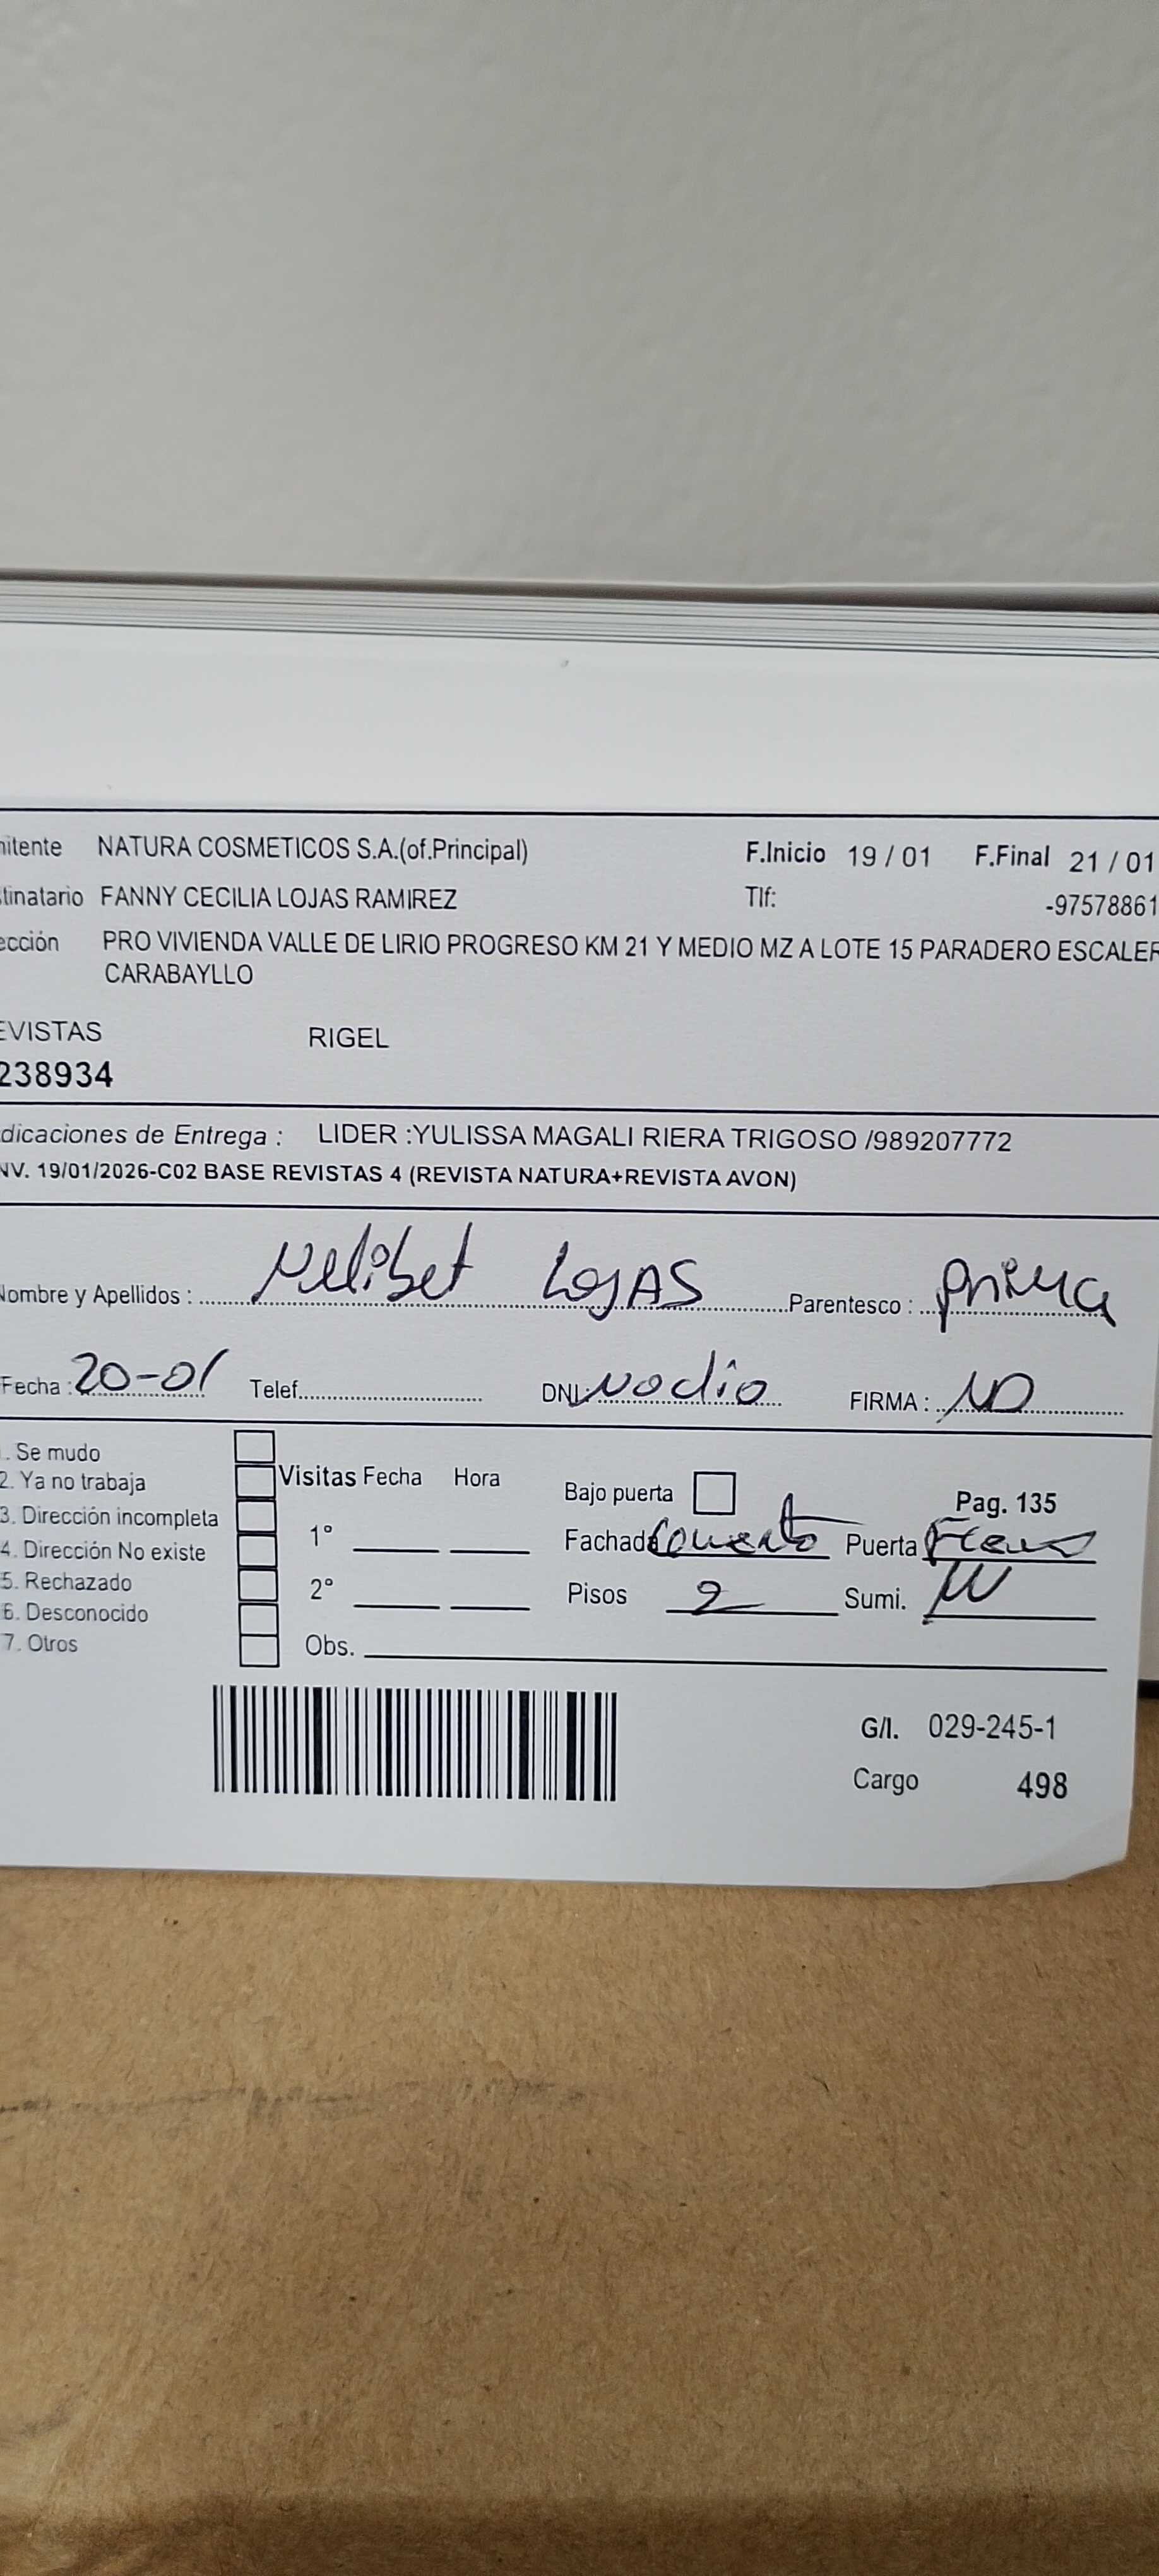 mitente NATURA COSMETICOS S.A.(of.Principal) F.Inicio 19 / 01 F.Final 21 / 01
tinatario FANNY CECILIA LOJAS RAMIREZ Tlf: -97578861
ección PRO VIVIENDA VALLE DE LIRIO PROGRESO KM 21 Y MEDIO MZ A LOTE 15 PARADERO ESCALER
CARABAYLLO
EVISTAS RIGEL
238934
dicaciones de Entrega : LIDER :YULISSA MAGALI RIERA TRIGOSO /989207772
NV. 19/01/2026-C02 BASE REVISTAS 4 (REVISTA NATURA+REVISTA AVON)
Nombre y Apellidos : Melibet Lojas Parentesco : prima
Fecha : 20-01 Telef. DNI: no dio FIRMA : ND
. Se mudo
2. Ya no trabaja Visitas Fecha Hora Bajo puerta Pag. 135
3. Dirección incompleta
4. Dirección No existe 1° Fachada Puerta
5. Rechazado 2° Pisos 2 Sumi.
6. Desconocido
7. Otros Obs.
G/I. 029-245-1
Cargo 498